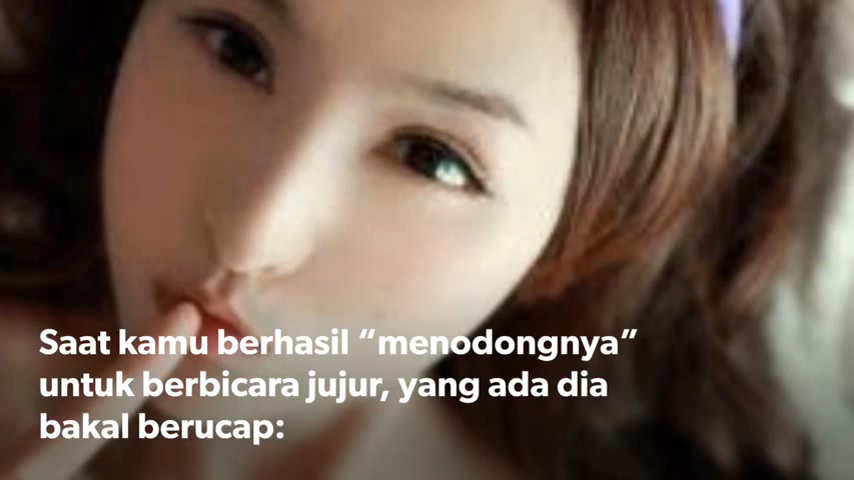 Saat kamu berhasil “menodongnya”
untuk berbicara jujur, yang ada dia
bakal berucap: